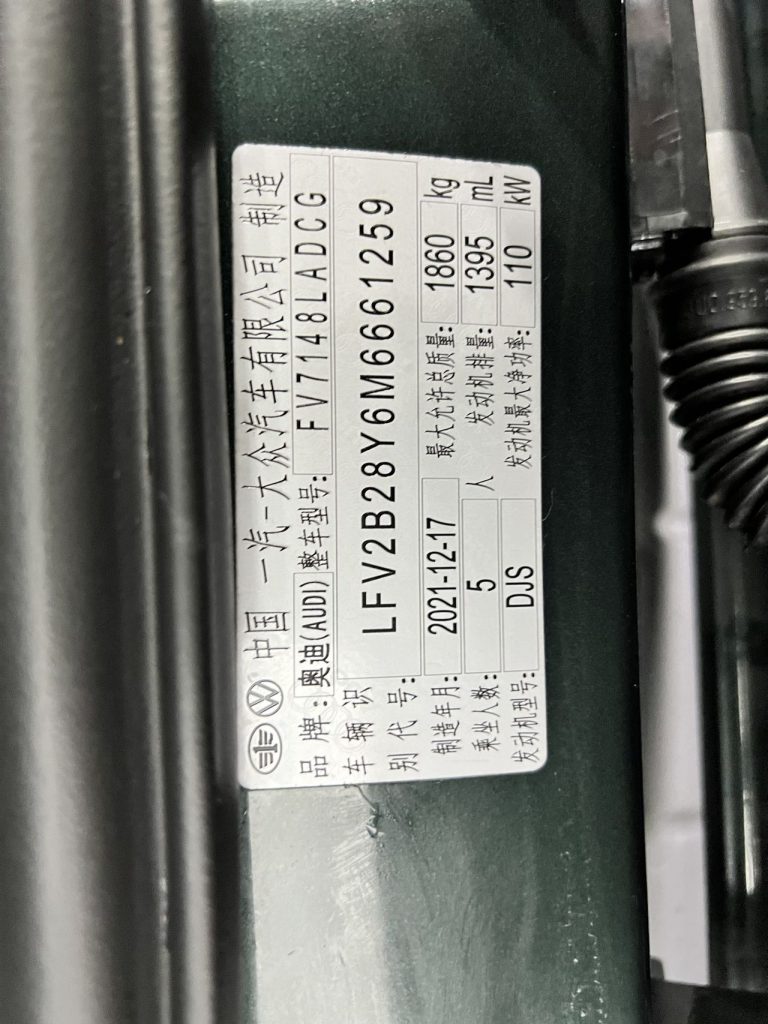 中国 一汽-大众汽车有限公司 制造
品牌: 奥迪(AUDI) 整车型号: FV7148LADCG
车辆识别代号: LFV2B28Y6M6661259
制造年月: 2021-12-17 最大允许总质量: 1860 kg
乘坐人数: 5 人 发动机排量: 1395 mL
发动机型号: DJS 发动机最大净功率: 110 kW